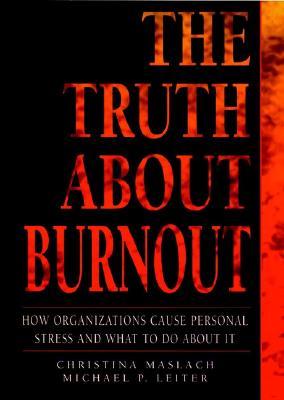 THE
TRUTH
ABOUT
BURNOUT
HOW ORGANIZATIONS CAUSE PERSONAL
STRESS AND WHAT TO DO ABOUT IT
CHRISTINA MASLACH
MICHAEL P. LEITER